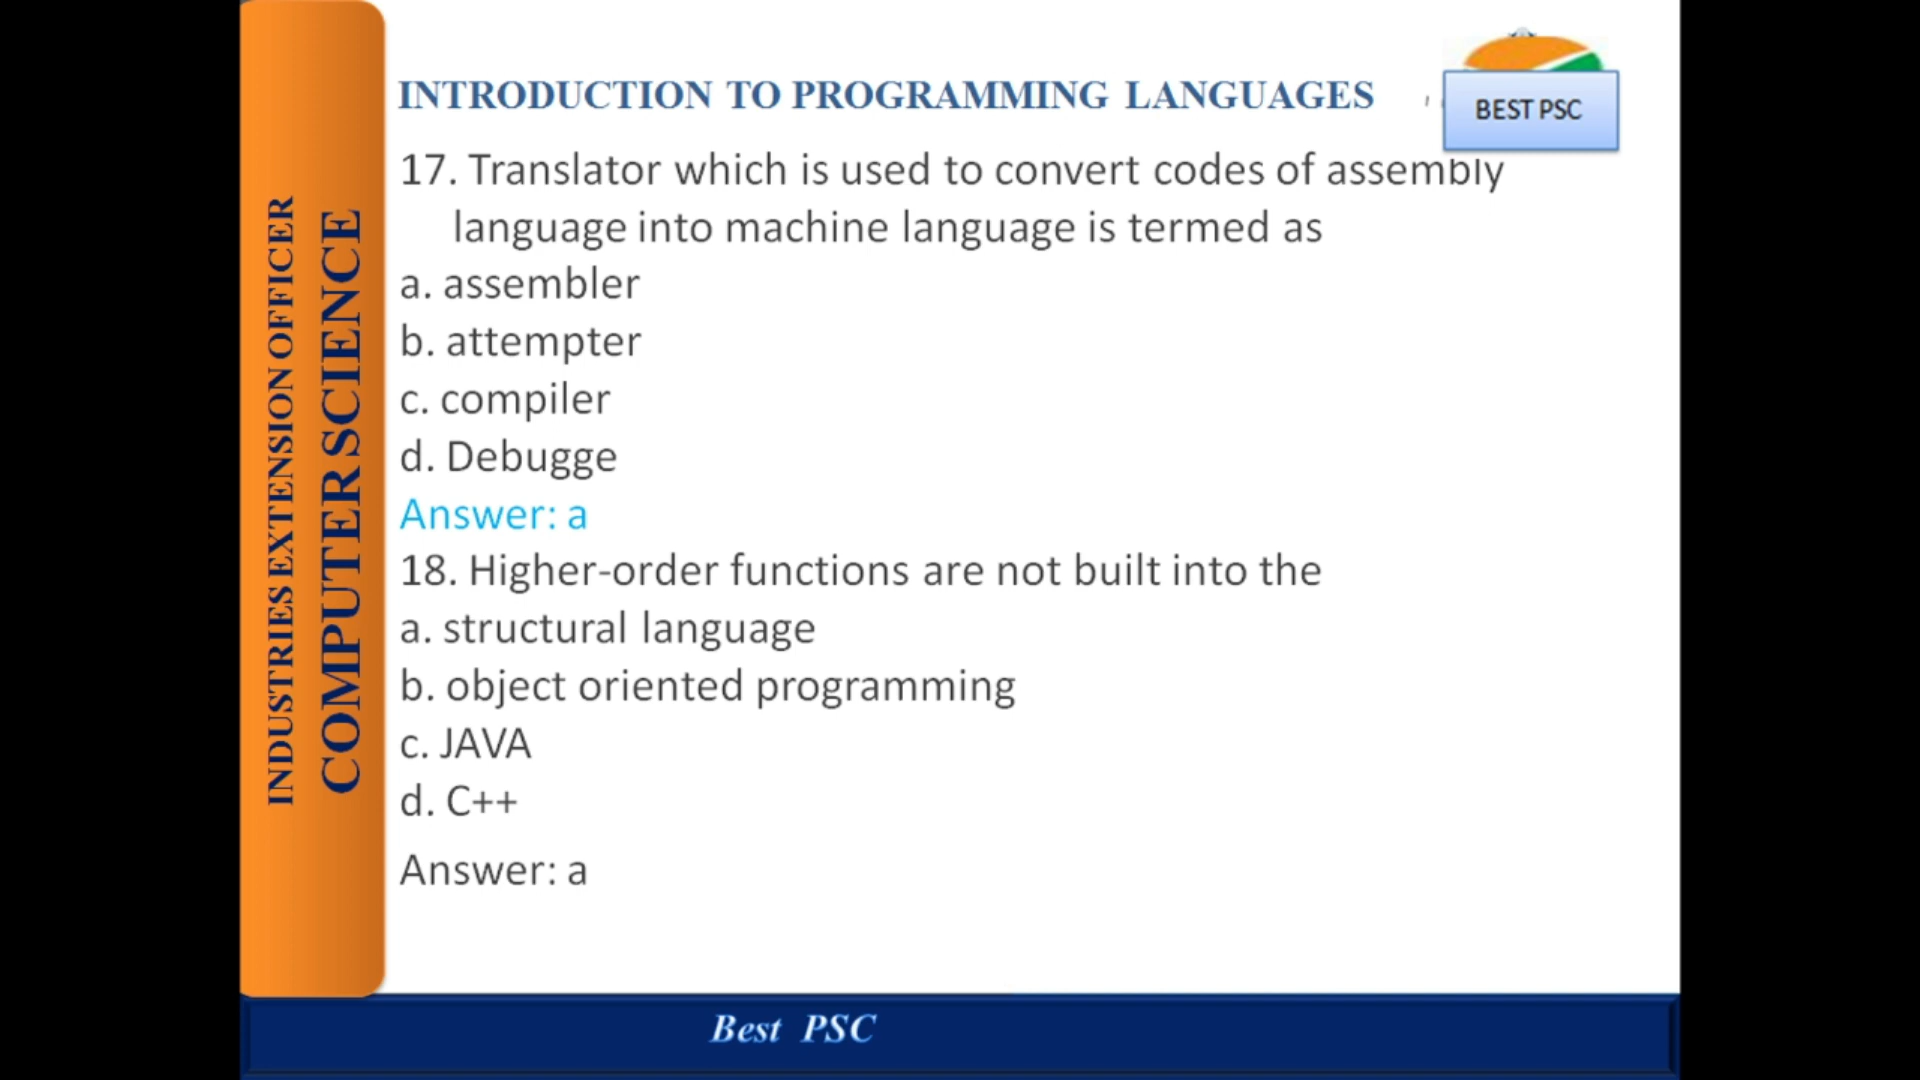 INDUSTRIES EXTENSION OFFICER
COMPUTER SCIENCE
INTRODUCTION TO PROGRAMMING LANGUAGES
BEST PSC
17. Translator which is used to convert codes of assembly
language into machine language is termed as
a. assembler
b. attempter
c. compiler
d. Debugge
Answer: a
18. Higher-order functions are not built into the
a. structural language
b. object oriented programming
c. JAVA
d. C++
Answer: a
Best PSC